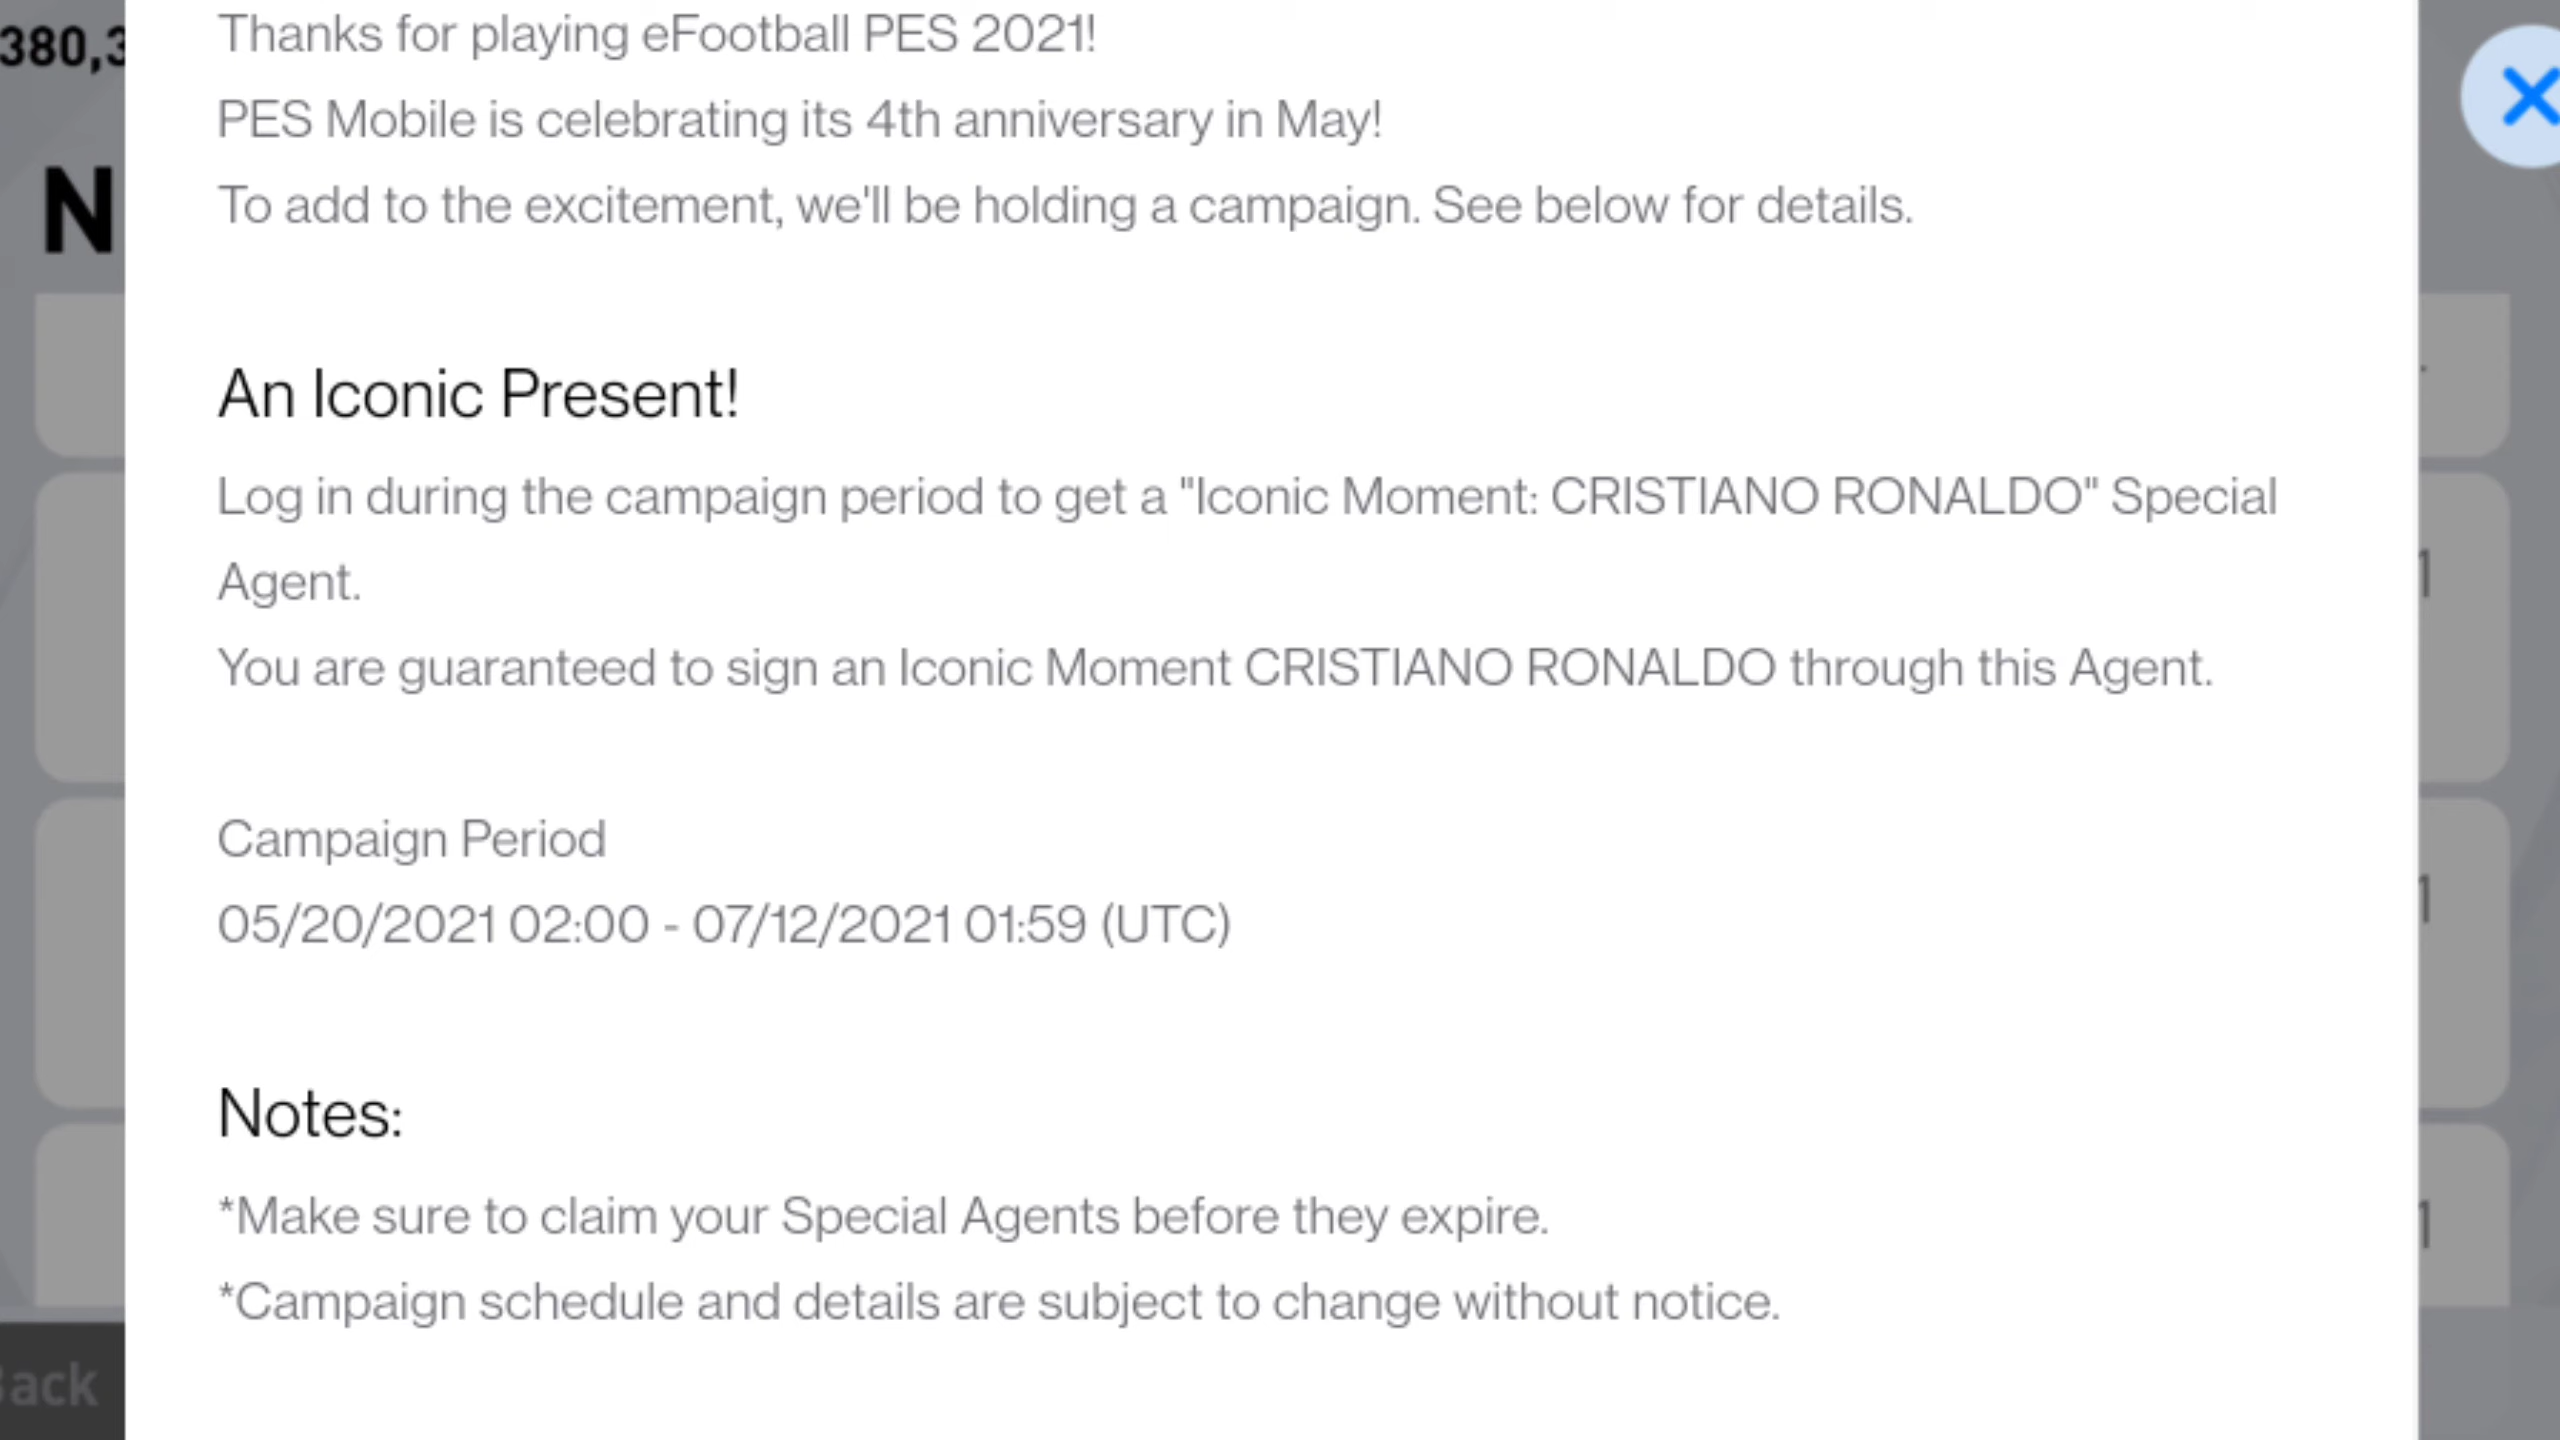 380,3
Thanks for playing eFootball PES 2021!
PES Mobile is celebrating its 4th anniversary in May!
N
To add to the excitement, we'll be holding a campaign. See below for details.
An Iconic Present!
Log in during the campaign period to get a "Iconic Moment: CRISTIANO RONALDO" Special
Agent.
You are guaranteed to sign an Iconic Moment CRISTIANO RONALDO through this Agent.
Campaign Period
05/20/2021 02:00 - 07/12/2021 01:59 (UTC)
Notes:
*Make sure to claim your Special Agents before they expire.
*Campaign schedule and details are subject to change without notice.
Back